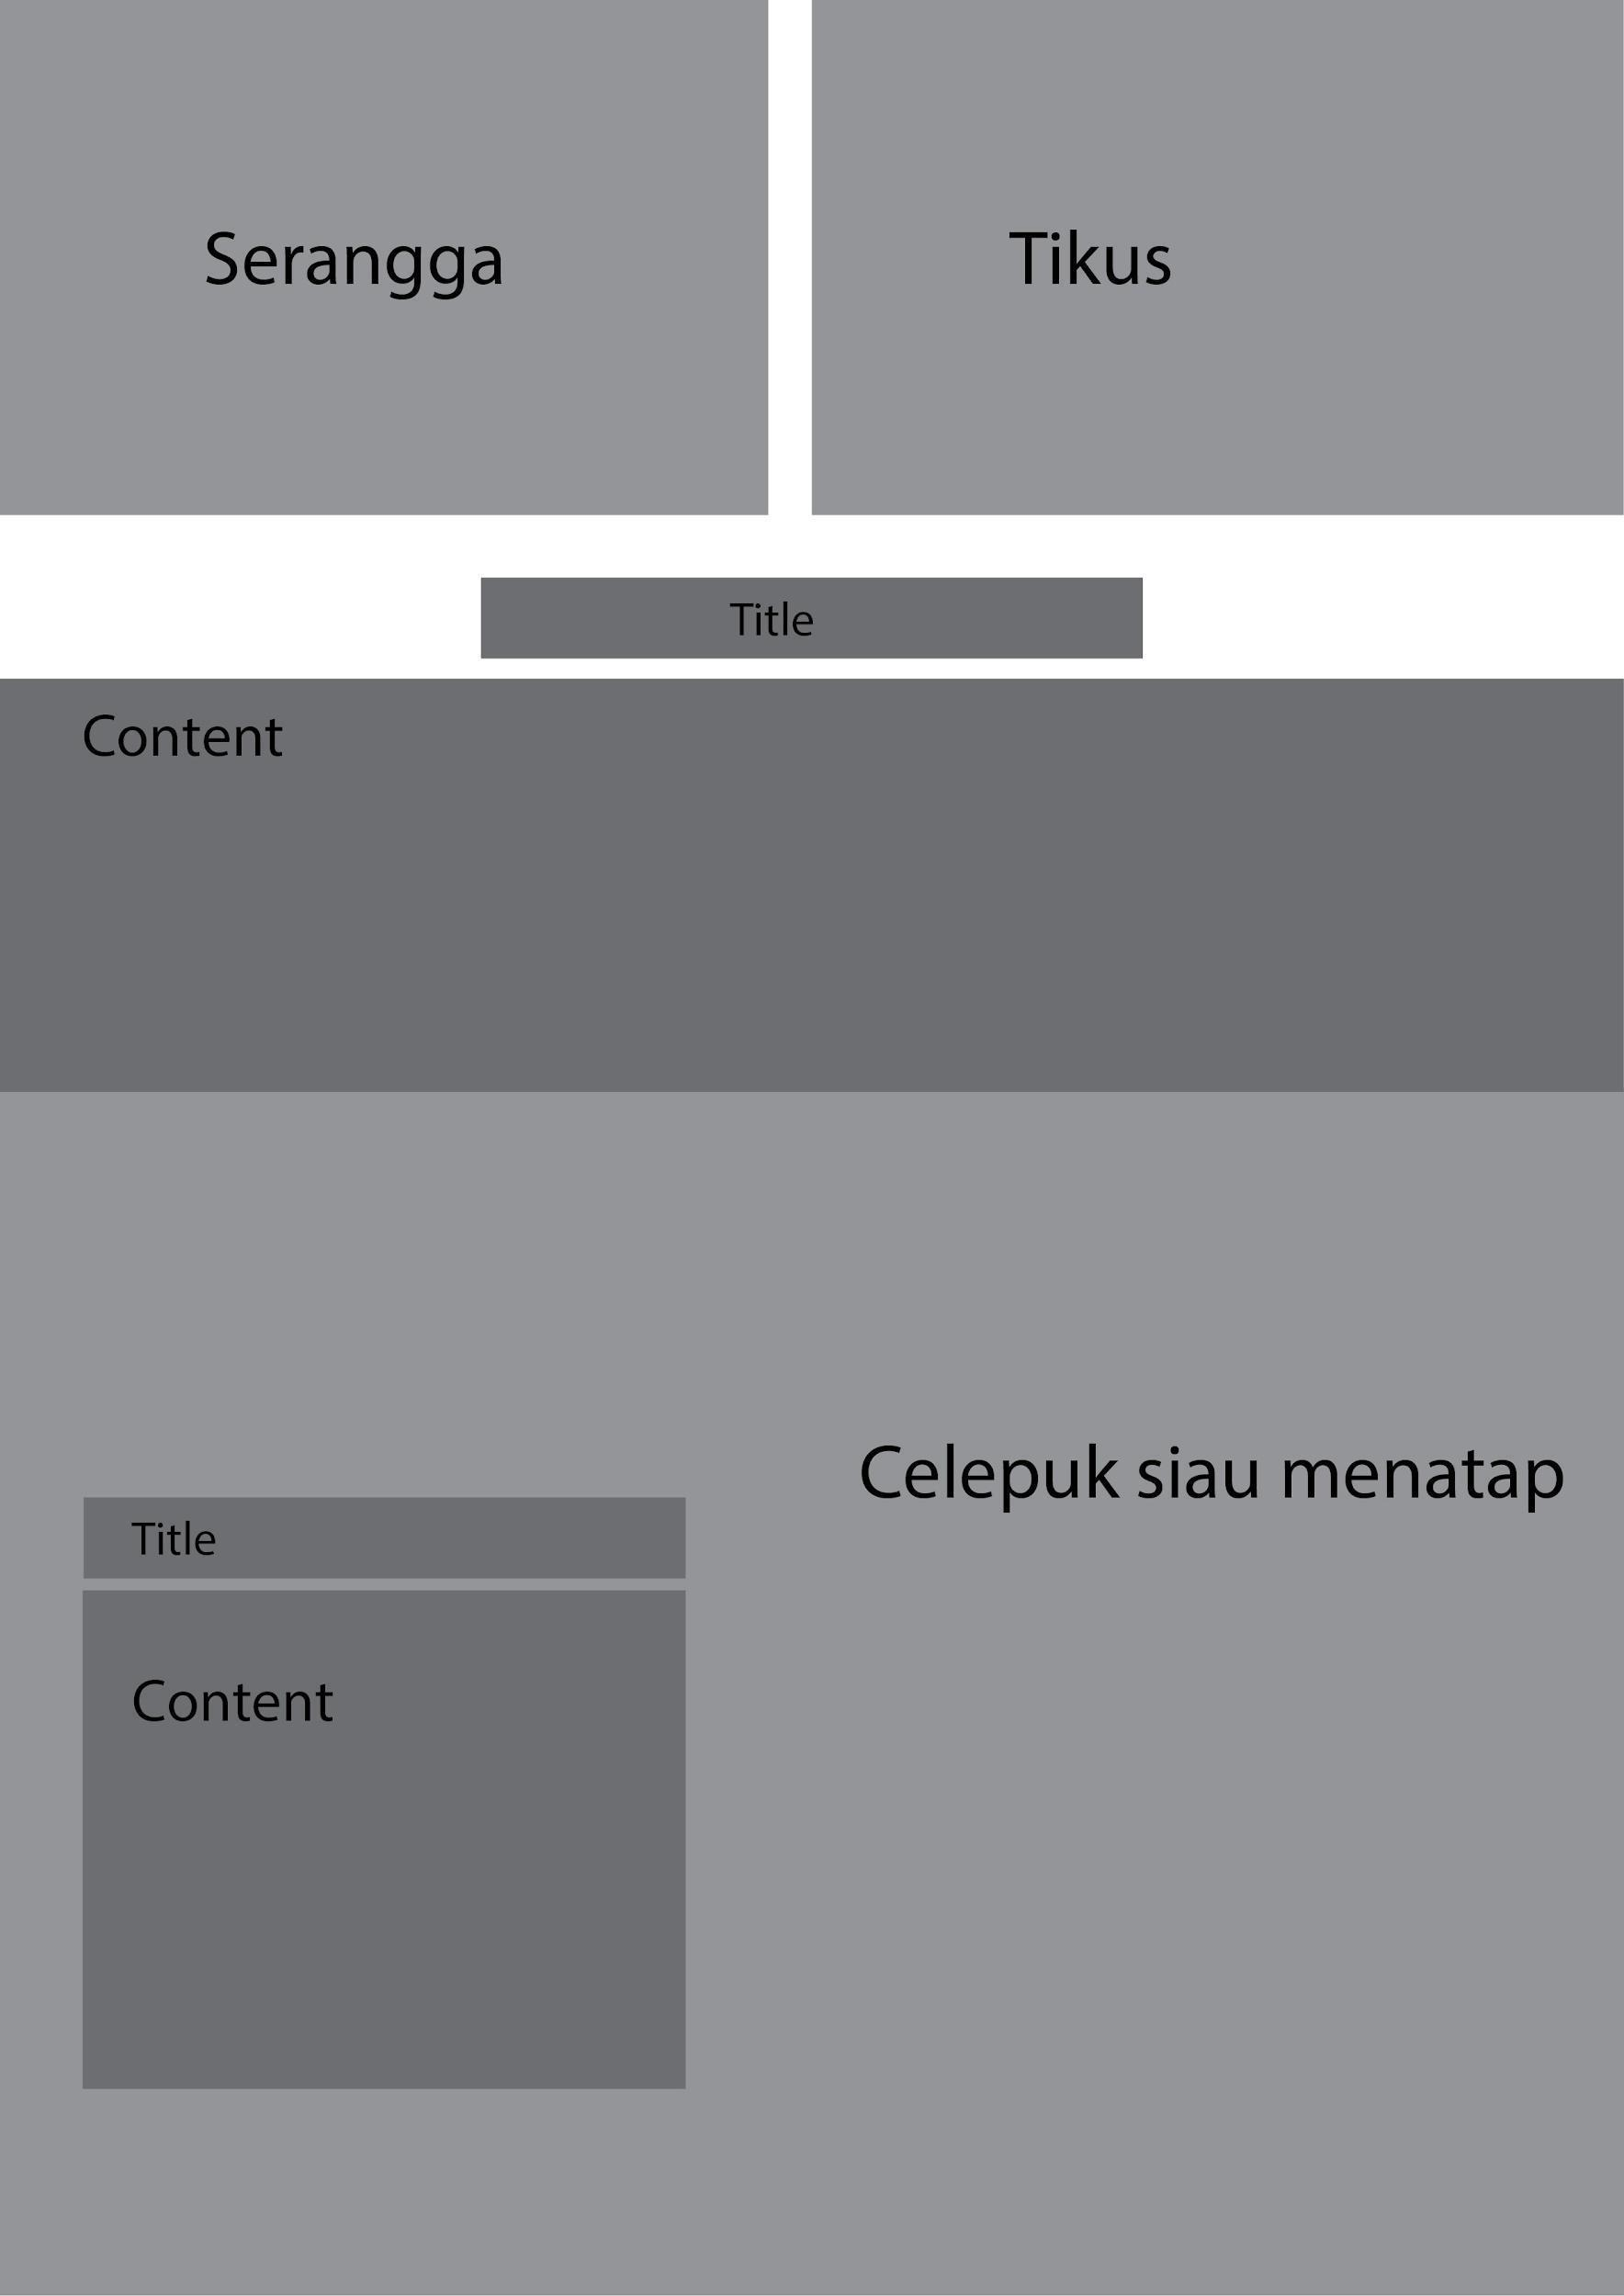 Serangga
Tikus
Title
Content
Celepuk siau menatap
Title
Content